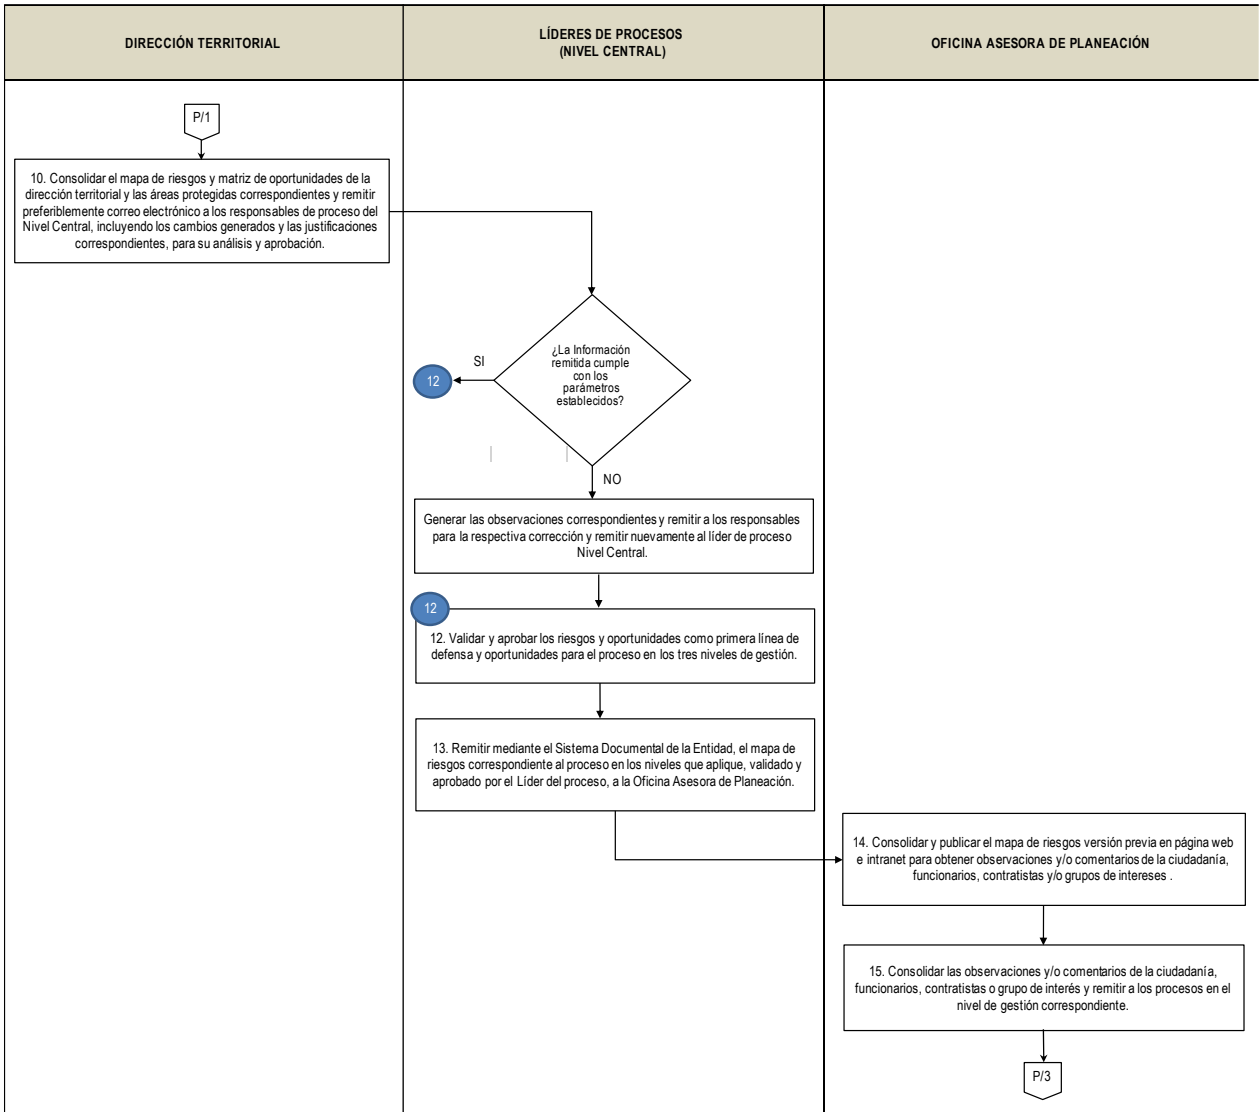 DIRECCIÓN TERRITORIAL
LÍDERES DE PROCESOS
(NIVEL CENTRAL)
OFICINA ASESORA DE PLANEACIÓN
P/1
10. Consolidar el mapa de riesgos y matriz de oportunidades de la
dirección territorial y las áreas protegidas correspondientes y remitir
preferiblemente correo electrónico a los responsables de proceso del
Nivel Central, incluyendo los cambios generados y las justificaciones
correspondientes, para su análisis y aprobación.
¿La Información
remitida cumple
con los
parámetros
establecidos?
SI
12
NO
Generar las observaciones correspondientes y remitir a los responsables
para la respectiva corrección y remitir nuevamente al líder de proceso
Nivel Central.
12
12. Validar y aprobar los riesgos y oportunidades como primera línea de
defensa y oportunidades para el proceso en los tres niveles de gestión.
13. Remitir mediante el Sistema Documental de la Entidad, el mapa de
riesgos correspondiente al proceso en los niveles que aplique, validado y
aprobado por el Líder del proceso, a la Oficina Asesora de Planeación.
14. Consolidar y publicar el mapa de riesgos versión previa en página web
e intranet para obtener observaciones y/o comentarios de la ciudadanía,
funcionarios, contratistas y/o grupos de intereses .
15. Consolidar las observaciones y/o comentarios de la ciudadanía,
funcionarios, contratistas o grupo de interés y remitir a los procesos en el
nivel de gestión correspondiente.
P/3